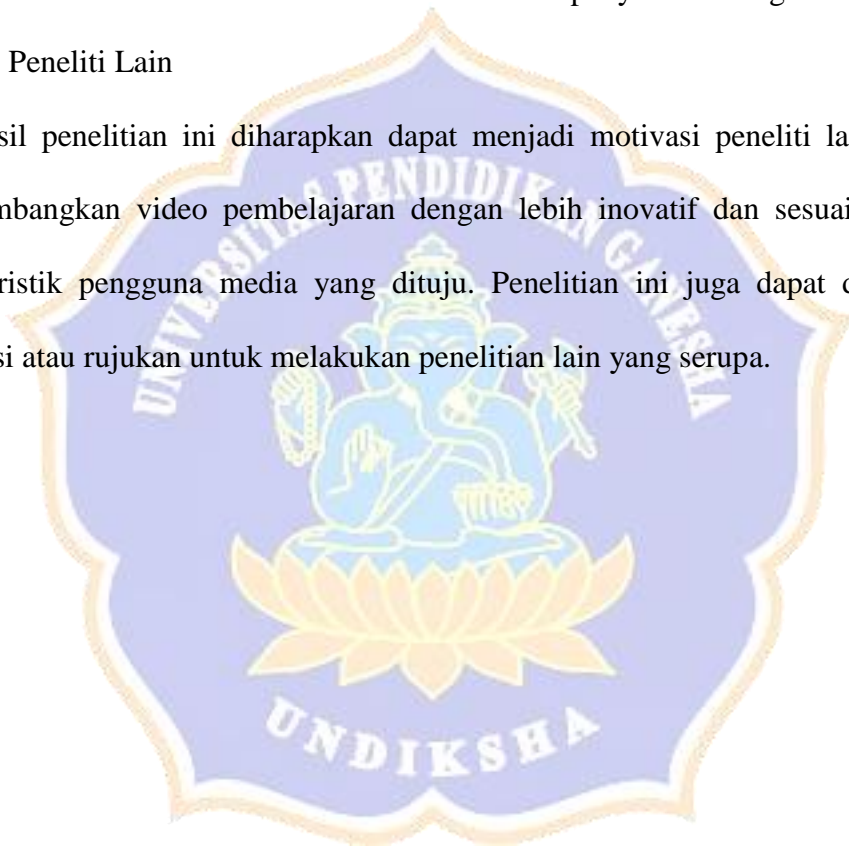 Peneliti Lain
sil penelitian ini diharapkan dapat menjadi motivasi peneliti la
mbangkan video pembelajaran dengan lebih inovatif dan sesuai
ristik pengguna media yang dituju. Penelitian ini juga dapat d
si atau rujukan untuk melakukan penelitian lain yang serupa.
UNIVERSITAS PENDIDIKAN GANESHA
UNDIKSHA